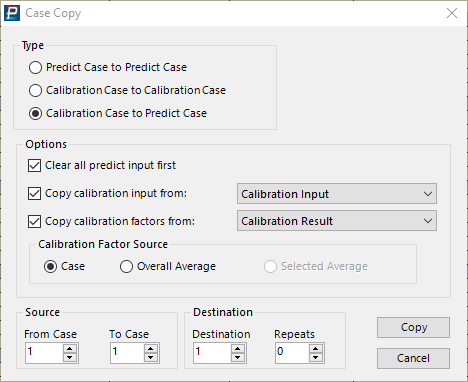 Case Copy
Type
Predict Case to Predict Case
Calibration Case to Calibration Case
Calibration Case to Predict Case
Options
Clear all predict input first
Copy calibration input from: Calibration Input
Copy calibration factors from: Calibration Result
Calibration Factor Source
Case Overall Average Selected Average
Source Destination
From Case To Case Destination Repeats Copy
1 1 1 0
Cancel